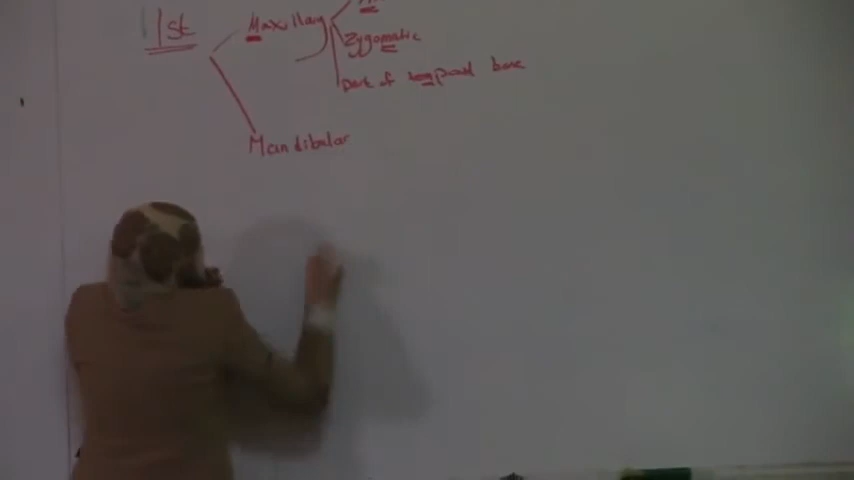 1st
Maxillary
Zygomatic
Part of temporal bone
Mandibular